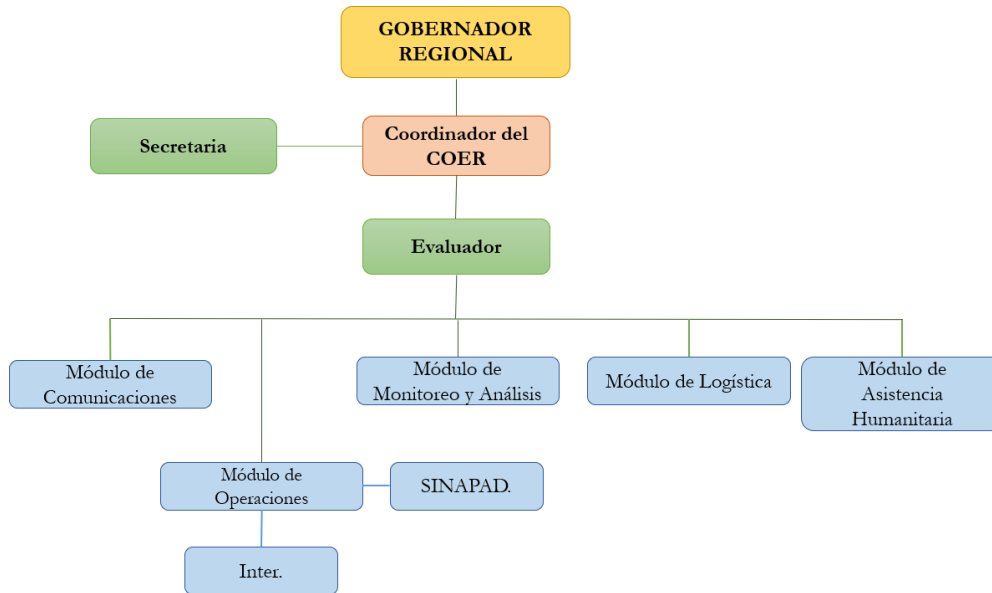 GOBERNADOR
REGIONAL
Secretaria
Coordinador del
COER
Evaluador
Módulo de
Comunicaciones
Módulo de
Monitoreo y Análisis
Módulo de Logística
Módulo de
Asistencia
Humanitaria
Módulo de
Operaciones
SINAPAD.
Inter.